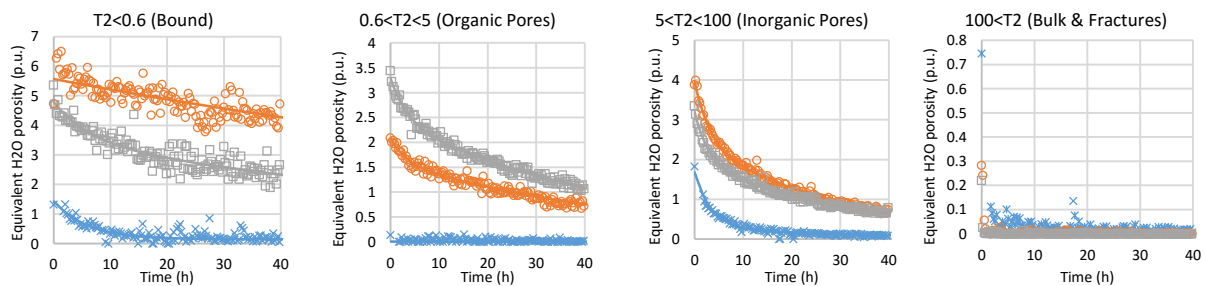 T2<0.6 (Bound)
Equivalent H2O porosity (p.u.)
7
6
5
4
3
2
1
0
0 10 20 30 40
Time (h)
0.6<T2<5 (Organic Pores)
Equivalent H2O porosity (p.u.)
4
3.5
3
2.5
2
1.5
1
0.5
0
0 10 20 30 40
Time (h)
5<T2<100 (Inorganic Pores)
Equivalent H2O porosity (p.u.)
5
4
3
2
1
0
0 10 20 30 40
Time (h)
100<T2 (Bulk & Fractures)
Equivalent H2O porosity (p.u.)
0.8
0.7
0.6
0.5
0.4
0.3
0.2
0.1
0
0 10 20 30 40
Time (h)